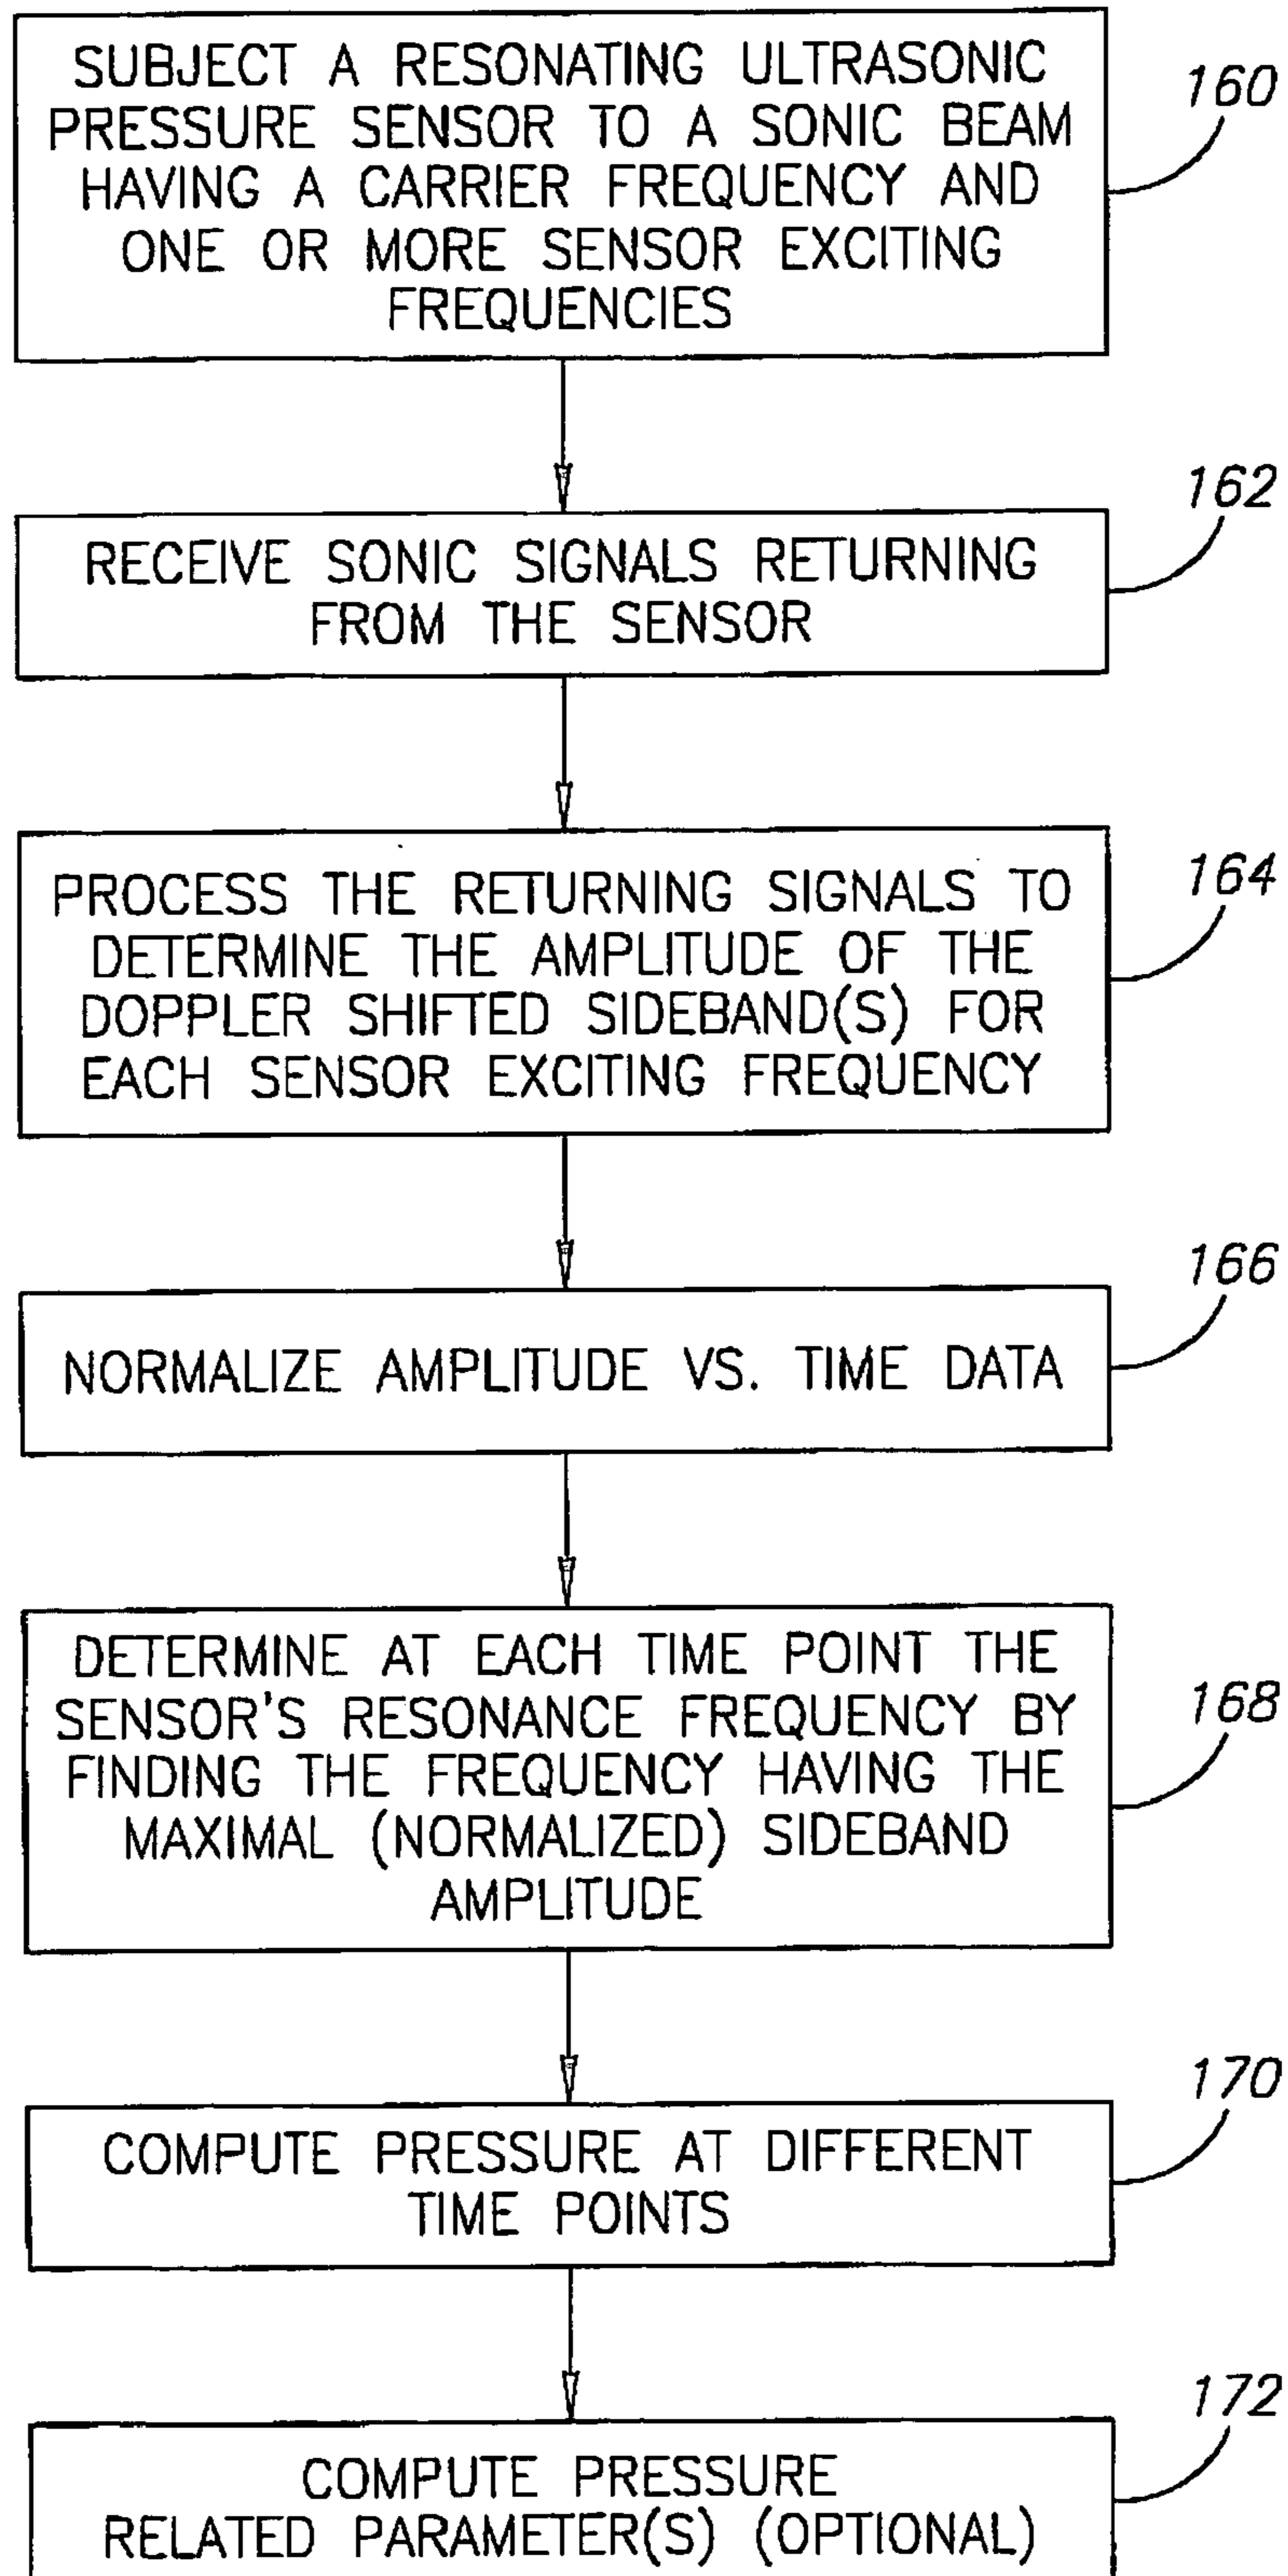 SUBJECT A RESONATING ULTRASONIC
PRESSURE SENSOR TO A SONIC BEAM
HAVING A CARRIER FREQUENCY AND
ONE OR MORE SENSOR EXCITING
FREQUENCIES
160
RECEIVE SONIC SIGNALS RETURNING
FROM THE SENSOR
162
PROCESS THE RETURNING SIGNALS TO
DETERMINE THE AMPLITUDE OF THE
DOPPLER SHIFTED SIDEBAND(S) FOR
EACH SENSOR EXCITING FREQUENCY
164
NORMALIZE AMPLITUDE VS. TIME DATA
166
DETERMINE AT EACH TIME POINT THE
SENSOR'S RESONANCE FREQUENCY BY
FINDING THE FREQUENCY HAVING THE
MAXIMAL (NORMALIZED) SIDEBAND
AMPLITUDE
168
COMPUTE PRESSURE AT DIFFERENT
TIME POINTS
170
COMPUTE PRESSURE
RELATED PARAMETER(S) (OPTIONAL)
172